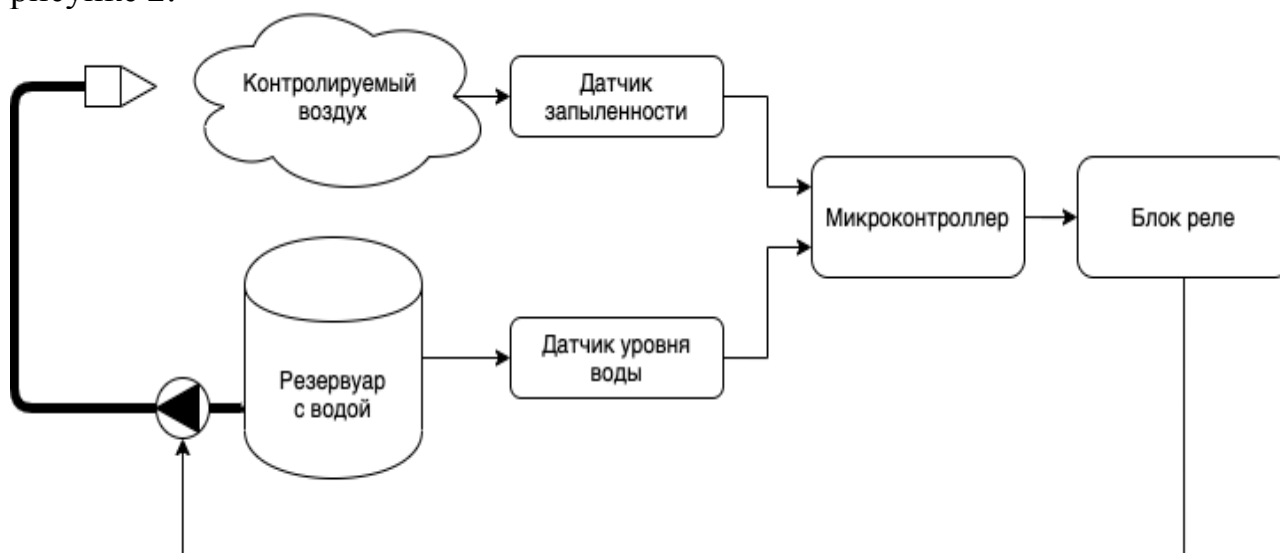 рисунке 2.
Контролируемый
воздух
Датчик
запыленности
Микроконтроллер
Блок реле
Датчик уровня
воды
Резервуар
с водой